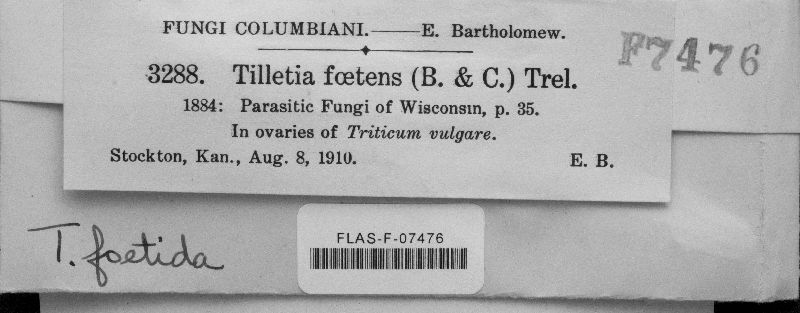 FUNGI COLUMBIANI.——E. Bartholomew.
F7476
3288. Tilletia fœtens (B. & C.) Trel.
1884: Parasitic Fungi of Wisconsin, p. 35.
In ovaries of Triticum vulgare.
Stockton, Kan., Aug. 8, 1910. E. B.
T. foetida
FLAS-F-07476